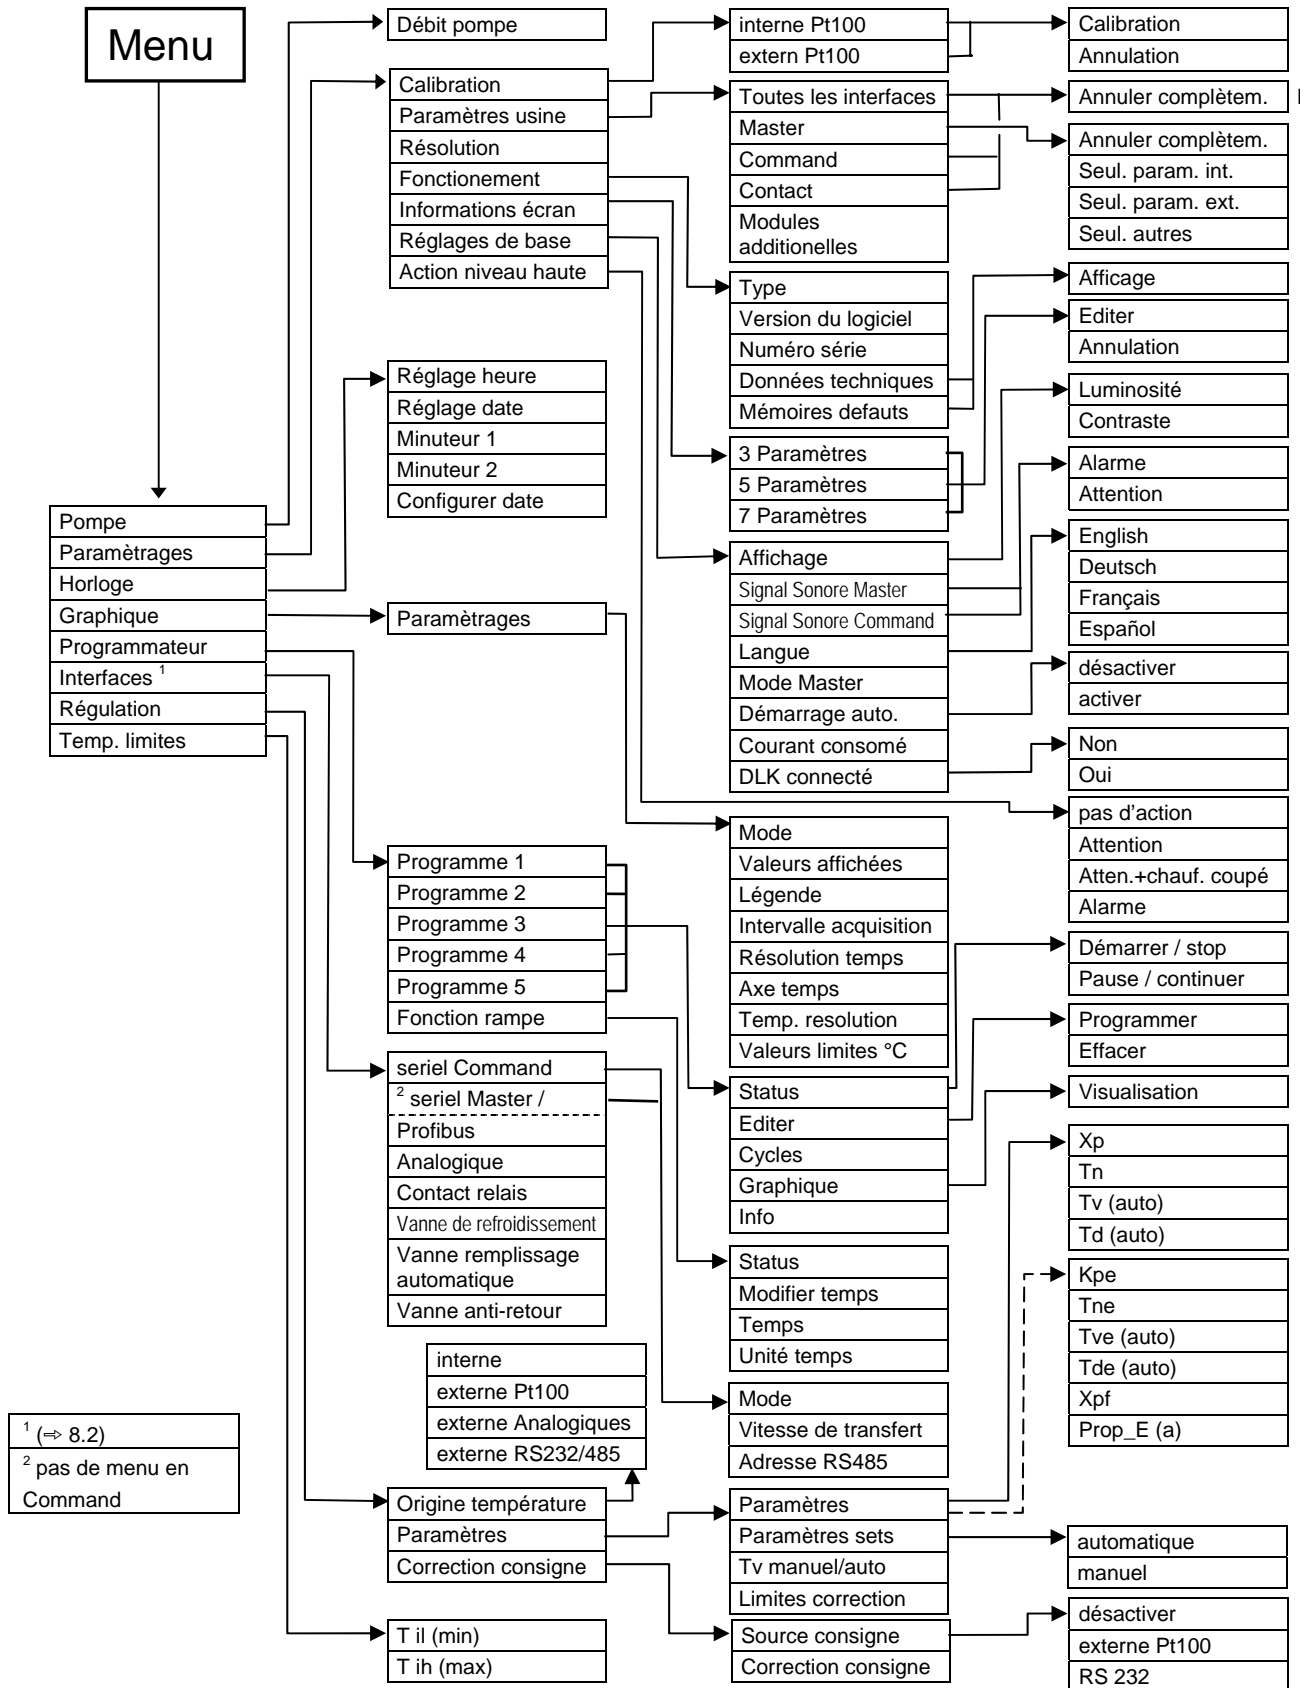 Menu
Pompe
Paramètrages
Horloge
Graphique
Programmateur
Interfaces ¹
Régulation
Temp. limites
¹ (⇨ 8.2)
² pas de menu en
Command
Débit pompe
Calibration
Paramètres usine
Résolution
Fonctionement
Informations écran
Réglages de base
Action niveau haute
Réglage heure
Réglage date
Minuteur 1
Minuteur 2
Configurer date
Paramètrages
Programme 1
Programme 2
Programme 3
Programme 4
Programme 5
Fonction rampe
seriel Command
² seriel Master /
Profibus
Analogique
Contact relais
Vanne de refroidissement
Vanne remplissage
automatique
Vanne anti-retour
interne
externe Pt100
externe Analogiques
externe RS232/485
Origine température
Paramètres
Correction consigne
T il (min)
T ih (max)
interne Pt100
extern Pt100
Toutes les interfaces
Master
Command
Contact
Modules
additionelles
Type
Version du logiciel
Numéro série
Données techniques
Mémoires defauts
3 Paramètres
5 Paramètres
7 Paramètres
Affichage
Signal Sonore Master
Signal Sonore Command
Langue
Mode Master
Démarrage auto.
Courant consomé
DLK connecté
Mode
Valeurs affichées
Légende
Intervalle acquisition
Résolution temps
Axe temps
Temp. resolution
Valeurs limites °C
Status
Editer
Cycles
Graphique
Info
Status
Modifier temps
Temps
Unité temps
Mode
Vitesse de transfert
Adresse RS485
Paramètres
Paramètres sets
Tv manuel/auto
Limites correction
Source consigne
Correction consigne
Calibration
Annulation
Annuler complètem.
Annuler complètem.
Seul. param. int.
Seul. param. ext.
Seul. autres
Afficage
Editer
Annulation
Luminosité
Contraste
Alarme
Attention
English
Deutsch
Français
Español
désactiver
activer
Non
Oui
pas d'action
Attention
Atten.+chauf. coupé
Alarme
Démarrer / stop
Pause / continuer
Programmer
Effacer
Visualisation
Xp
Tn
Tv (auto)
Td (auto)
Kpe
Tne
Tve (auto)
Tde (auto)
Xpf
Prop_E (a)
automatique
manuel
désactiver
externe Pt100
RS 232